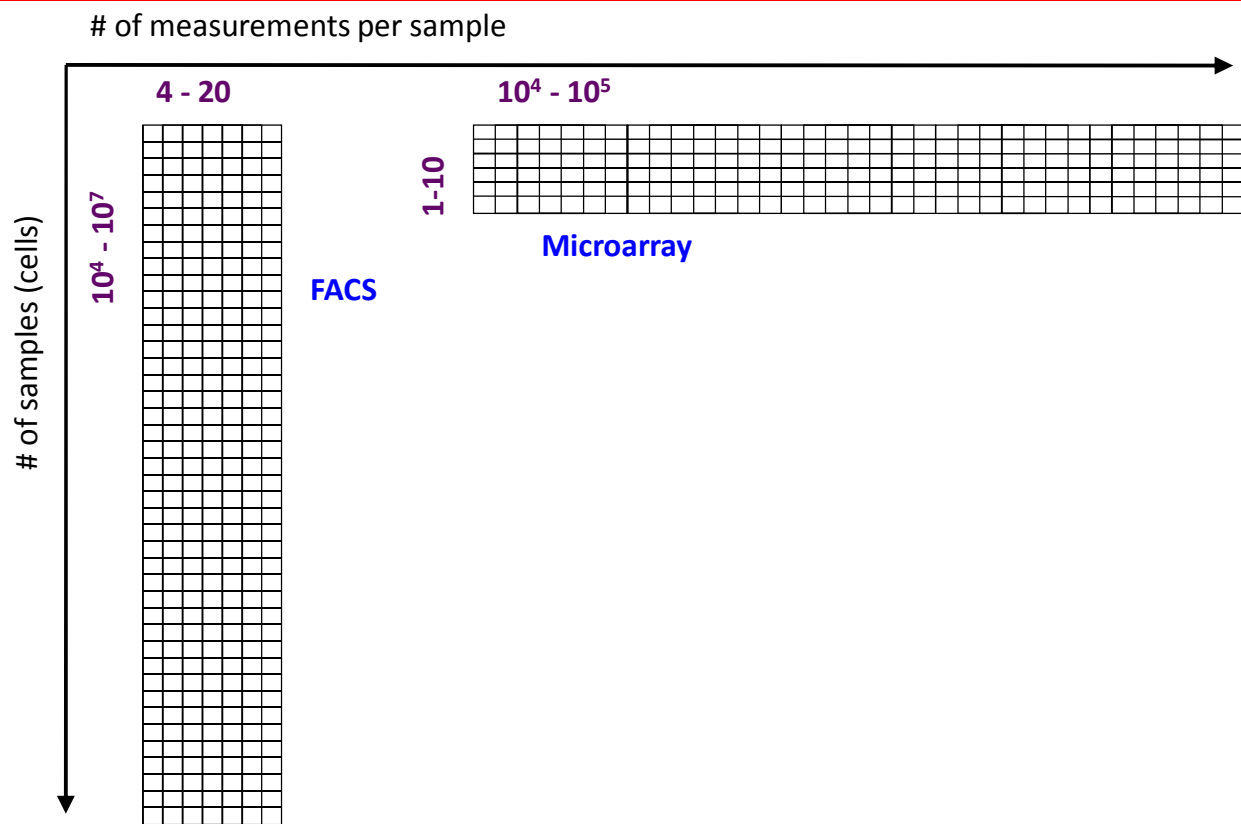 # of measurements per sample
4 - 20
10⁴ - 10⁵
10⁴ - 10⁷
1-10
Microarray
FACS
# of samples (cells)